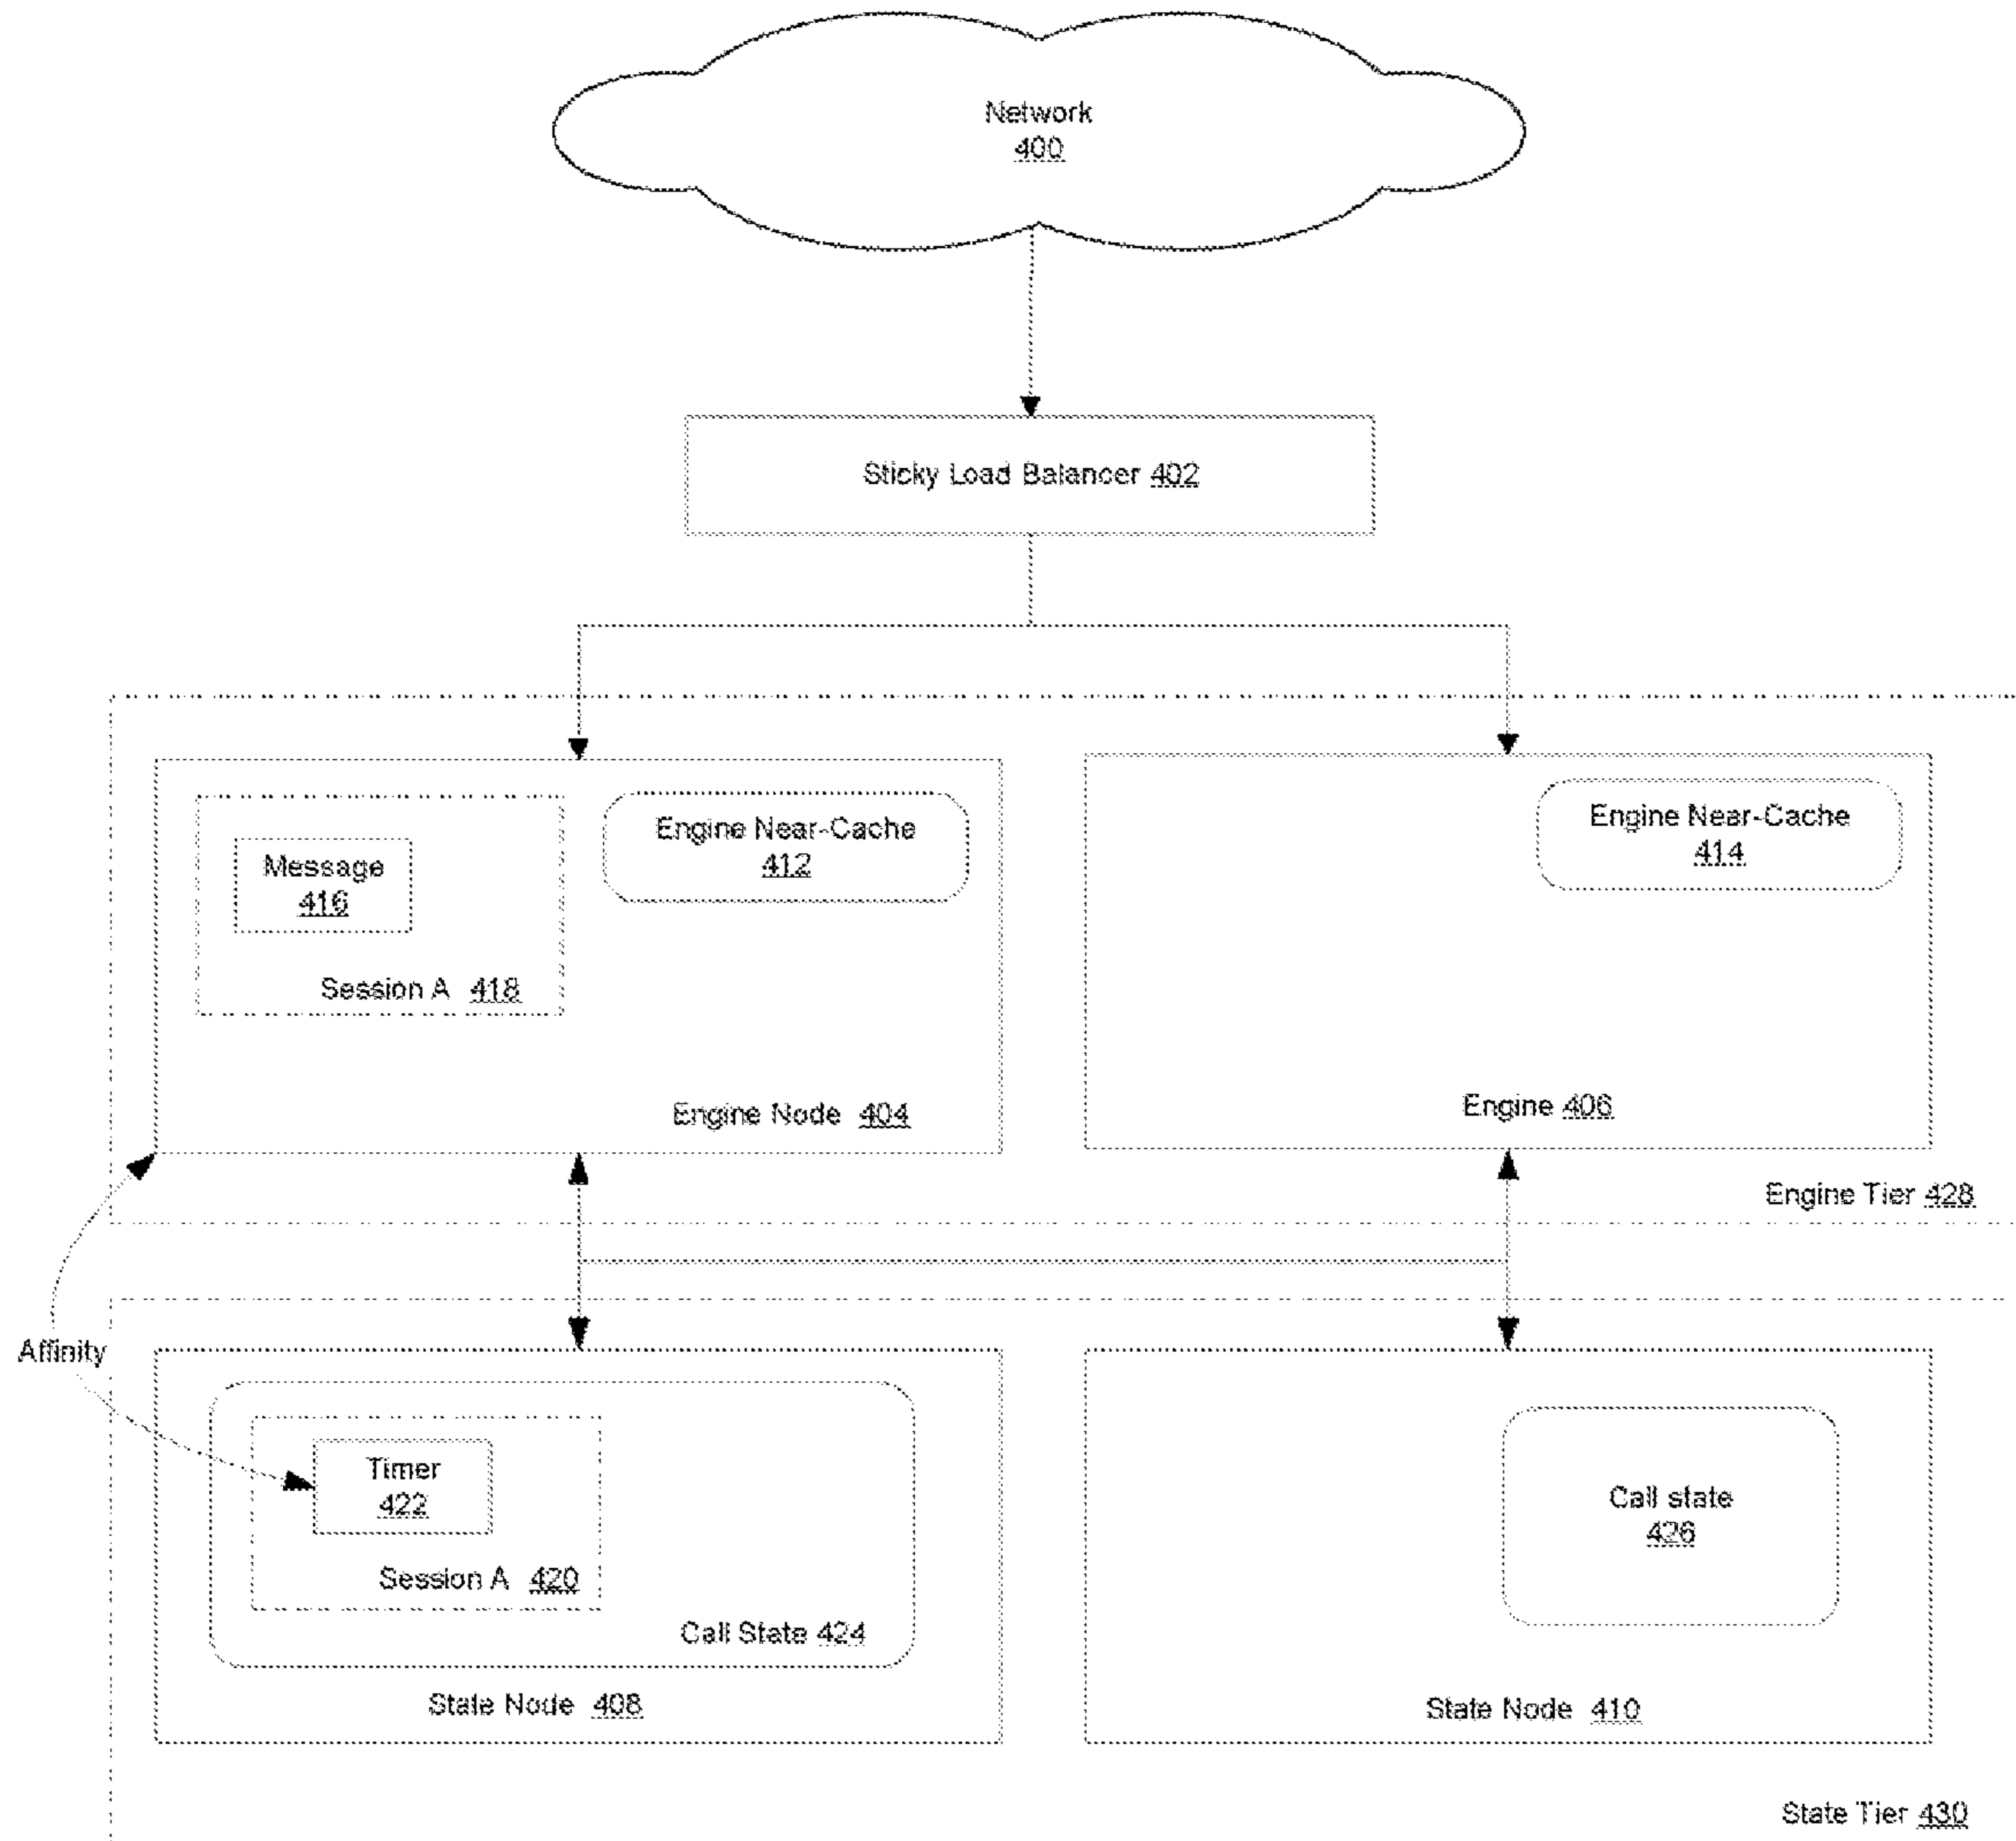 Network
400
Sticky Load Balancer 402
Engine Near-Cache
412
Engine Near-Cache
414
Message
416
Session A 418
Engine Node 404
Engine 406
Engine Tier 428
Affinity
Timer
422
Session A 420
Call State 424
State Node 408
Call state
426
State Node 410
State Tier 430